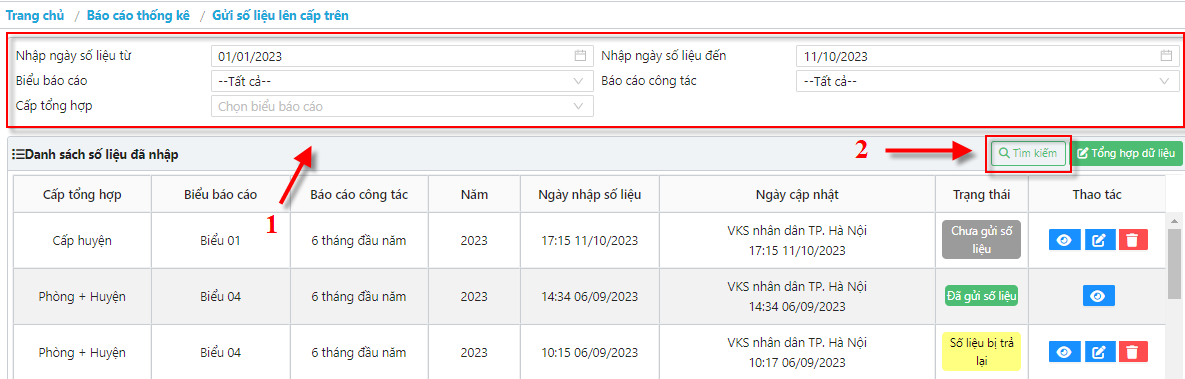 Trang chủ / Báo cáo thống kê / Gửi số liệu lên cấp trên
Nhập ngày số liệu từ 01/01/2023 Nhập ngày số liệu đến 11/10/2023
Biểu báo cáo --Tất cả-- Báo cáo công tác --Tất cả--
Cấp tổng hợp Chọn biểu báo cáo
Danh sách số liệu đã nhập 2 Tìm kiếm Tổng hợp dữ liệu
Cấp tổng hợp Biểu báo cáo Báo cáo công tác Năm Ngày nhập số liệu Ngày cập nhật Trạng thái Thao tác
1
Cấp huyện Biểu 01 6 tháng đầu năm 2023 17:15 11/10/2023 VKS nhân dân TP. Hà Nội Chưa gửi số
17:15 11/10/2023 liệu
Phòng + Huyện Biểu 04 6 tháng đầu năm 2023 14:34 06/09/2023 VKS nhân dân TP. Hà Nội Đã gửi số liệu
14:34 06/09/2023
Phòng + Huyện Biểu 04 6 tháng đầu năm 2023 10:15 06/09/2023 VKS nhân dân TP. Hà Nội Số liệu bị trả
10:17 06/09/2023 lại